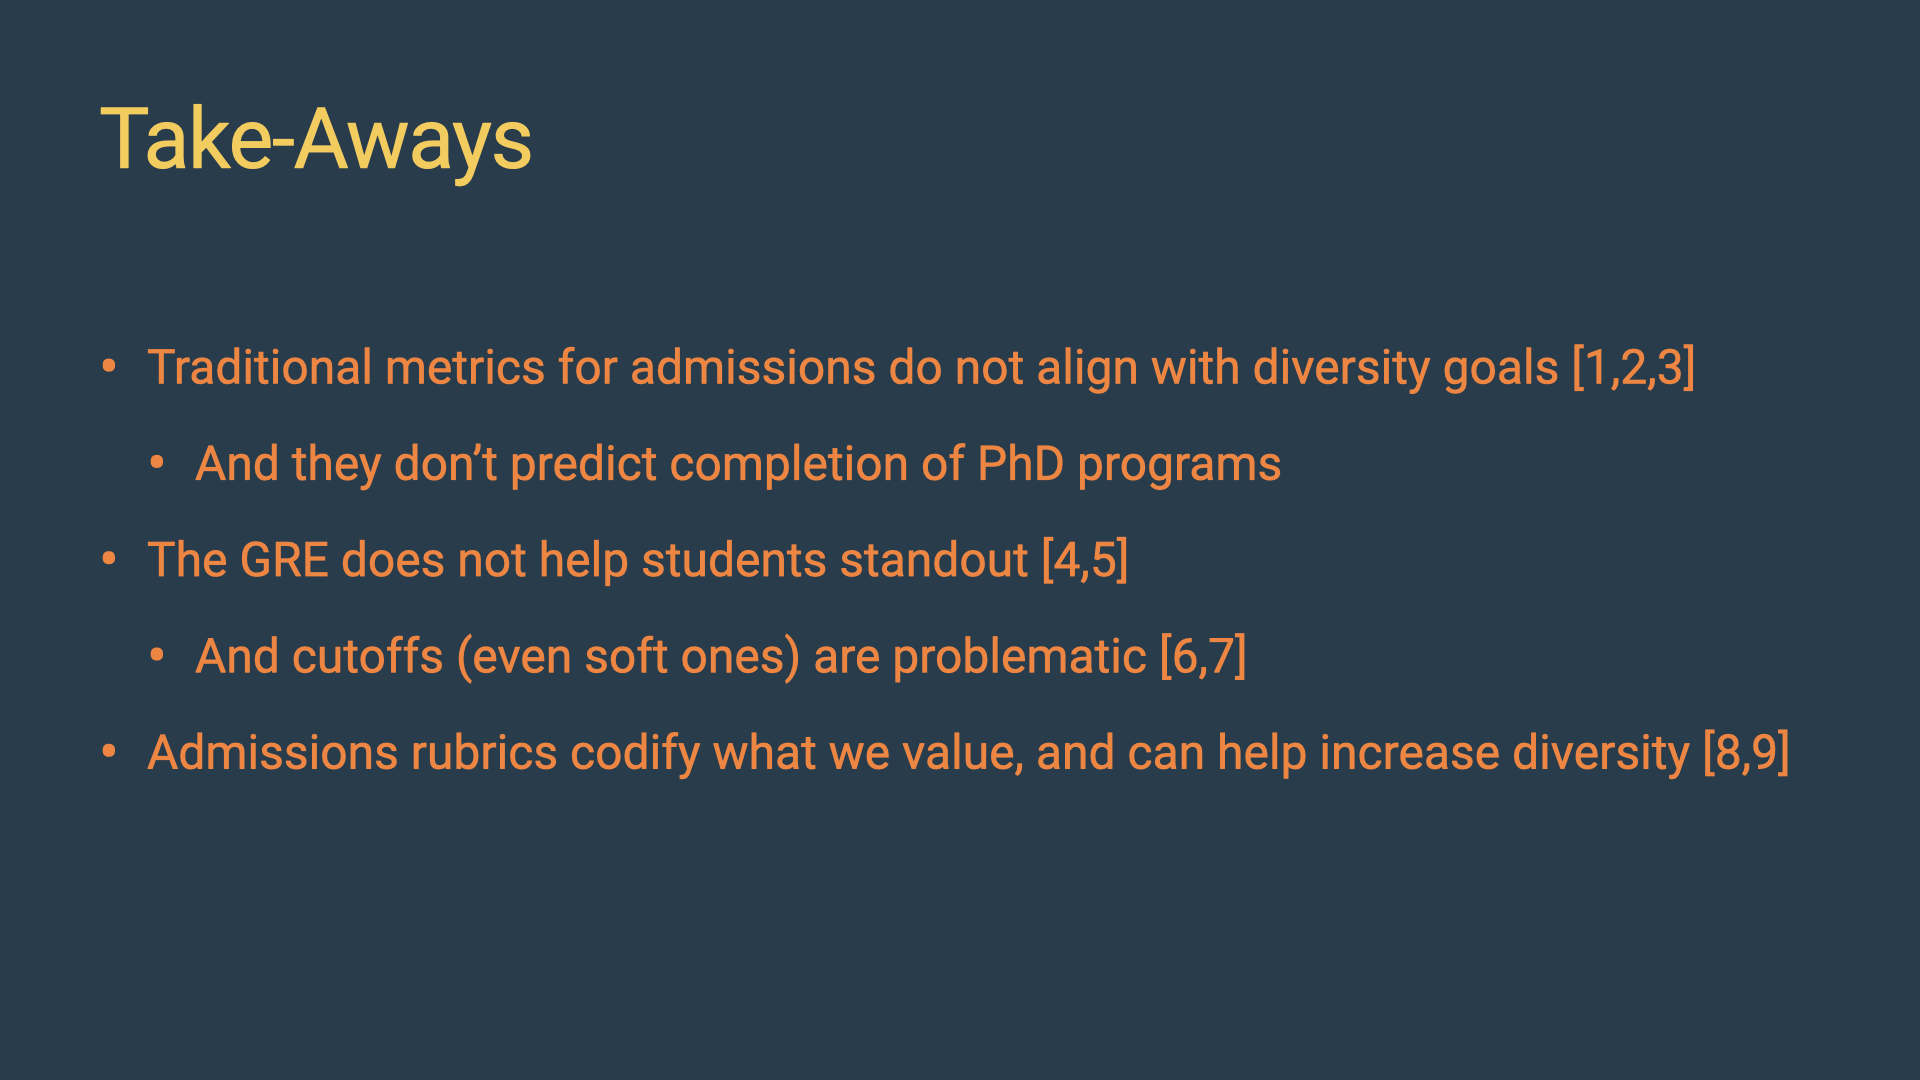 Take-Aways
• Traditional metrics for admissions do not align with diversity goals [1,2,3]
• And they don’t predict completion of PhD programs
• The GRE does not help students standout [4,5]
• And cutoffs (even soft ones) are problematic [6,7]
• Admissions rubrics codify what we value, and can help increase diversity [8,9]